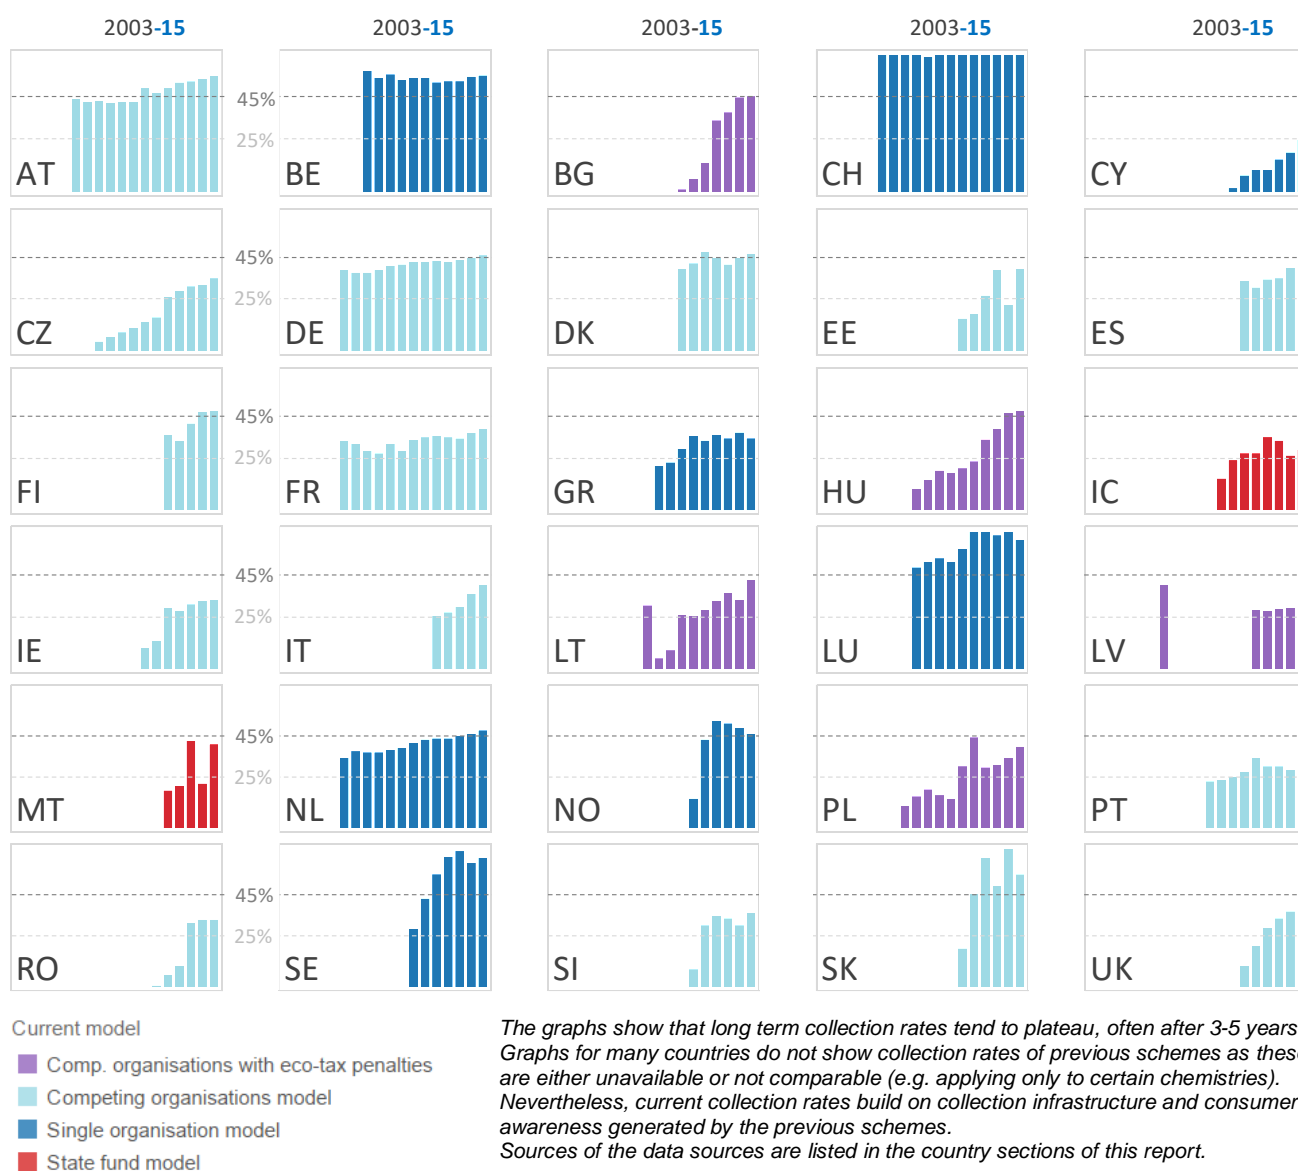 2003-15 2003-15 2003-15 2003-15 2003-15
45%
25%
AT BE BG CH CY
45%
25%
CZ DE DK EE ES
45%
25%
FI FR GR HU IC
45%
25%
IE IT LT LU LV
45%
25%
MT NL NO PL PT
45%
25%
RO SE SI SK UK
Current model
Comp. organisations with eco-tax penalties
Competing organisations model
Single organisation model
State fund model
The graphs show that long term collection rates tend to plateau, often after 3-5 years
Graphs for many countries do not show collection rates of previous schemes as these
are either unavailable or not comparable (e.g. applying only to certain chemistries).
Nevertheless, current collection rates build on collection infrastructure and consumer
awareness generated by the previous schemes.
Sources of the data sources are listed in the country sections of this report.